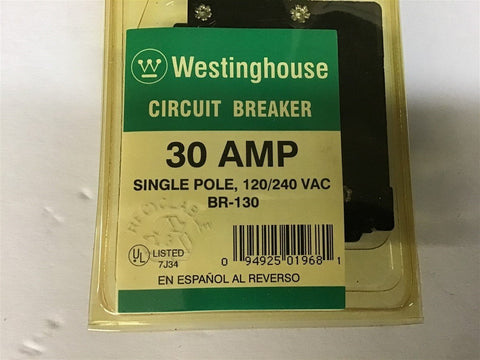 W Westinghouse
CIRCUIT BREAKER
30 AMP
SINGLE POLE, 120/240 VAC
BR-130
RECYCLABLE
UL LISTED
7J34
0 94925 01968 1
EN ESPAÑOL AL REVERSO